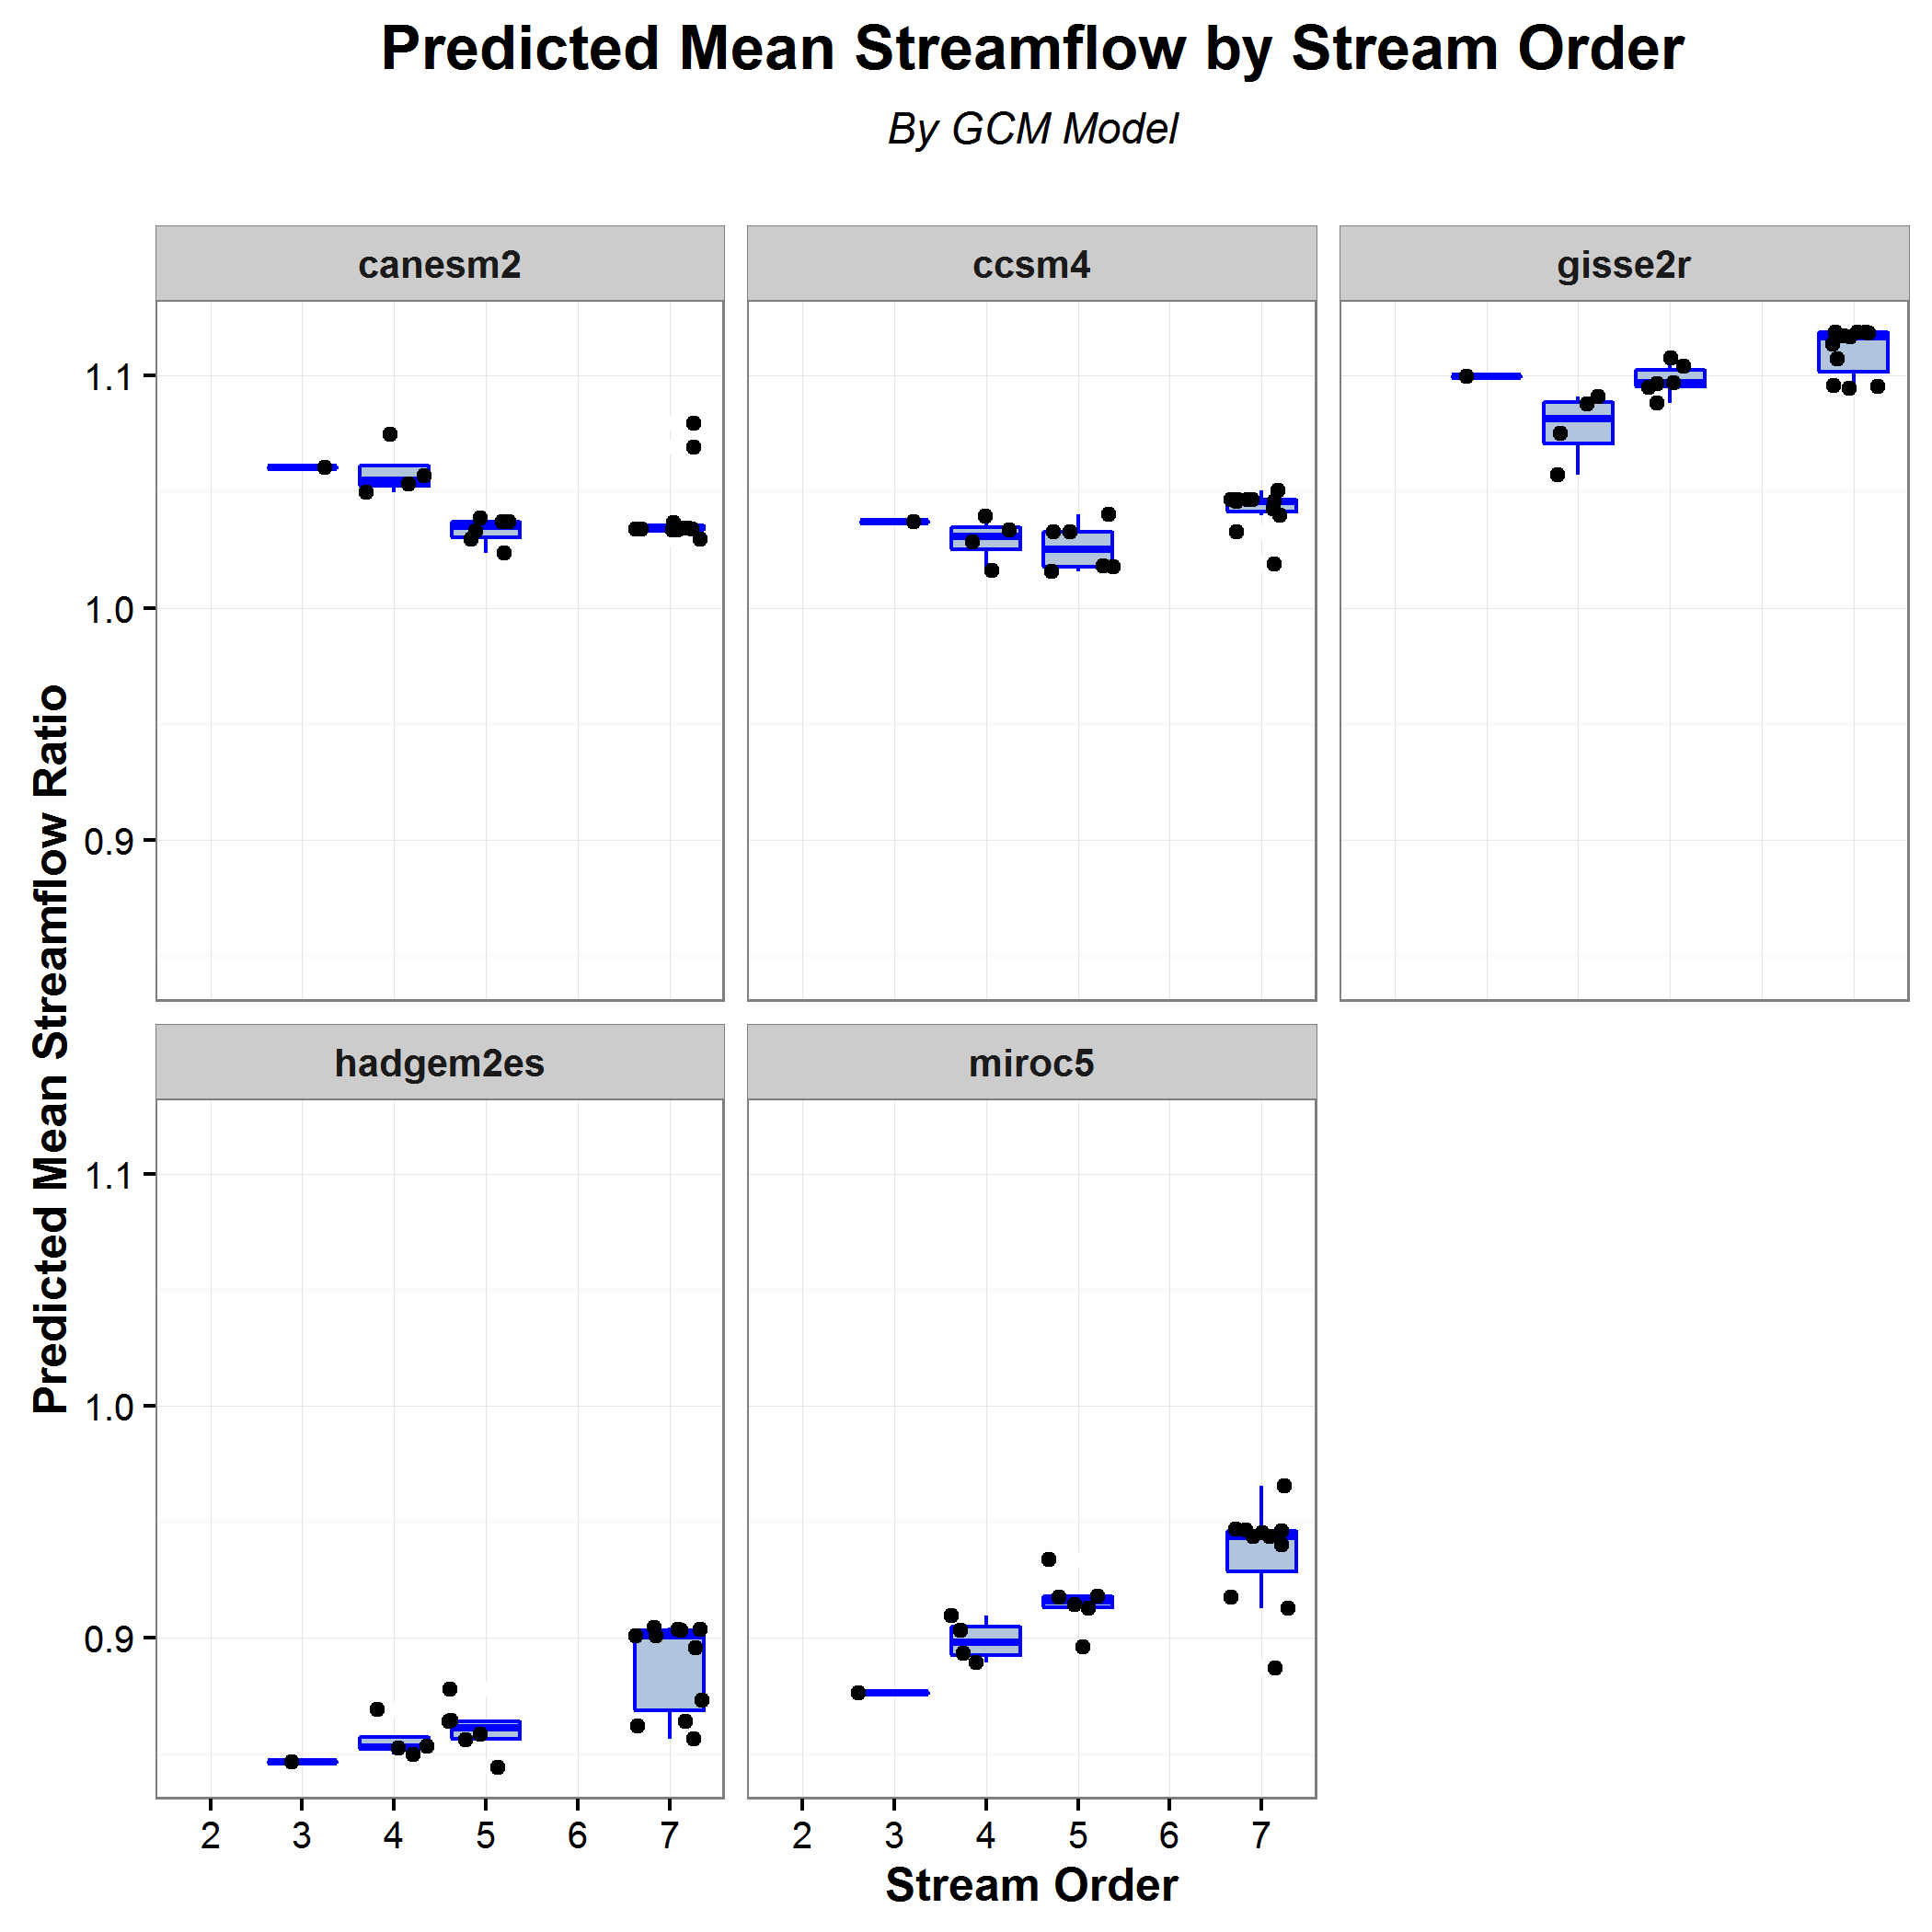 Predicted Mean Streamflow by Stream Order
By GCM Model
canesm2
ccsm4
gisse2r
1.1
1.0
0.9
Predicted Mean Streamflow Ratio
hadgem2es
miroc5
1.1
1.0
0.9
2 3 4 5 6 7
2 3 4 5 6 7
Stream Order